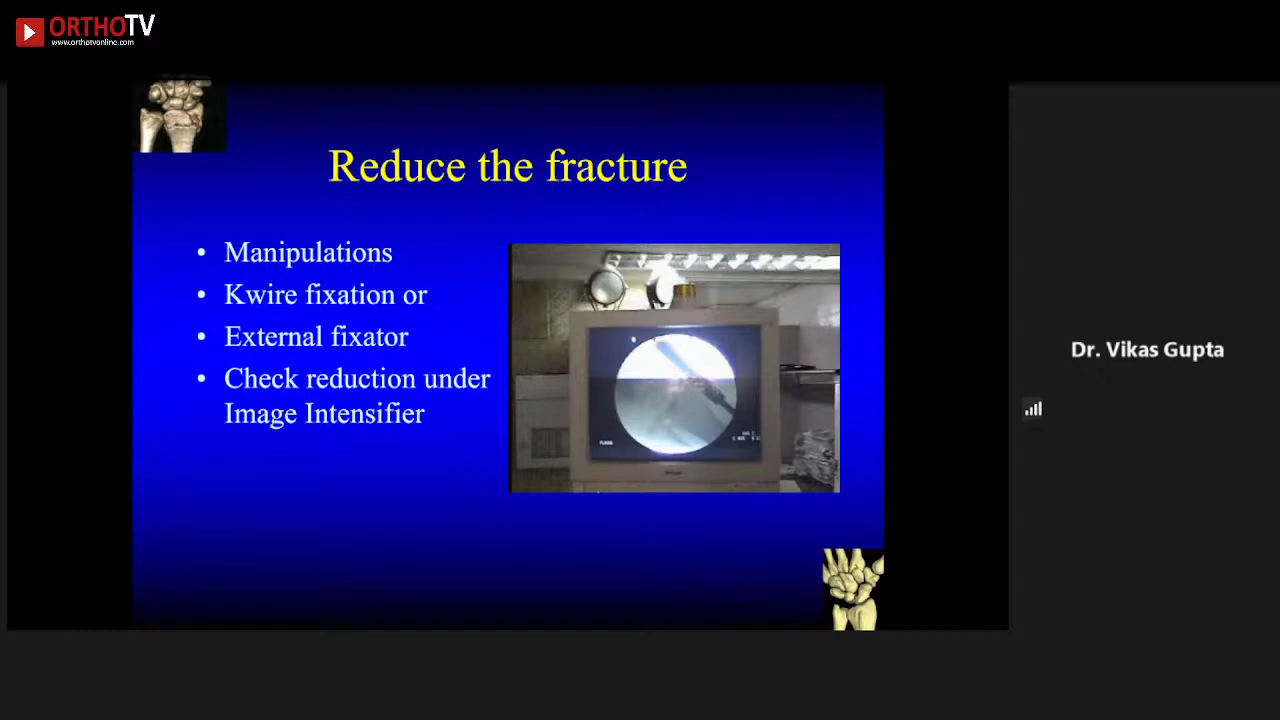 ORTHOTV
www.orthotvonline.com
Reduce the fracture
• Manipulations
• Kwire fixation or
• External fixator
• Check reduction under
Image Intensifier
Dr. Vikas Gupta